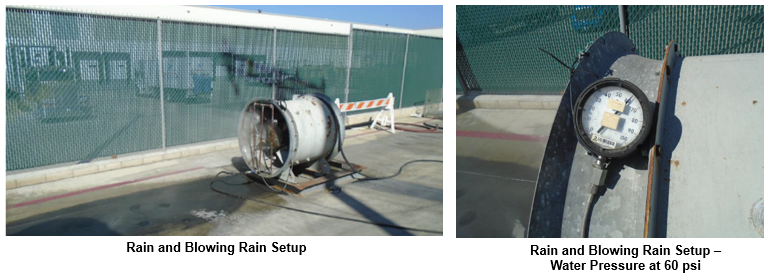 Rain and Blowing Rain Setup
Rain and Blowing Rain Setup –
Water Pressure at 60 psi